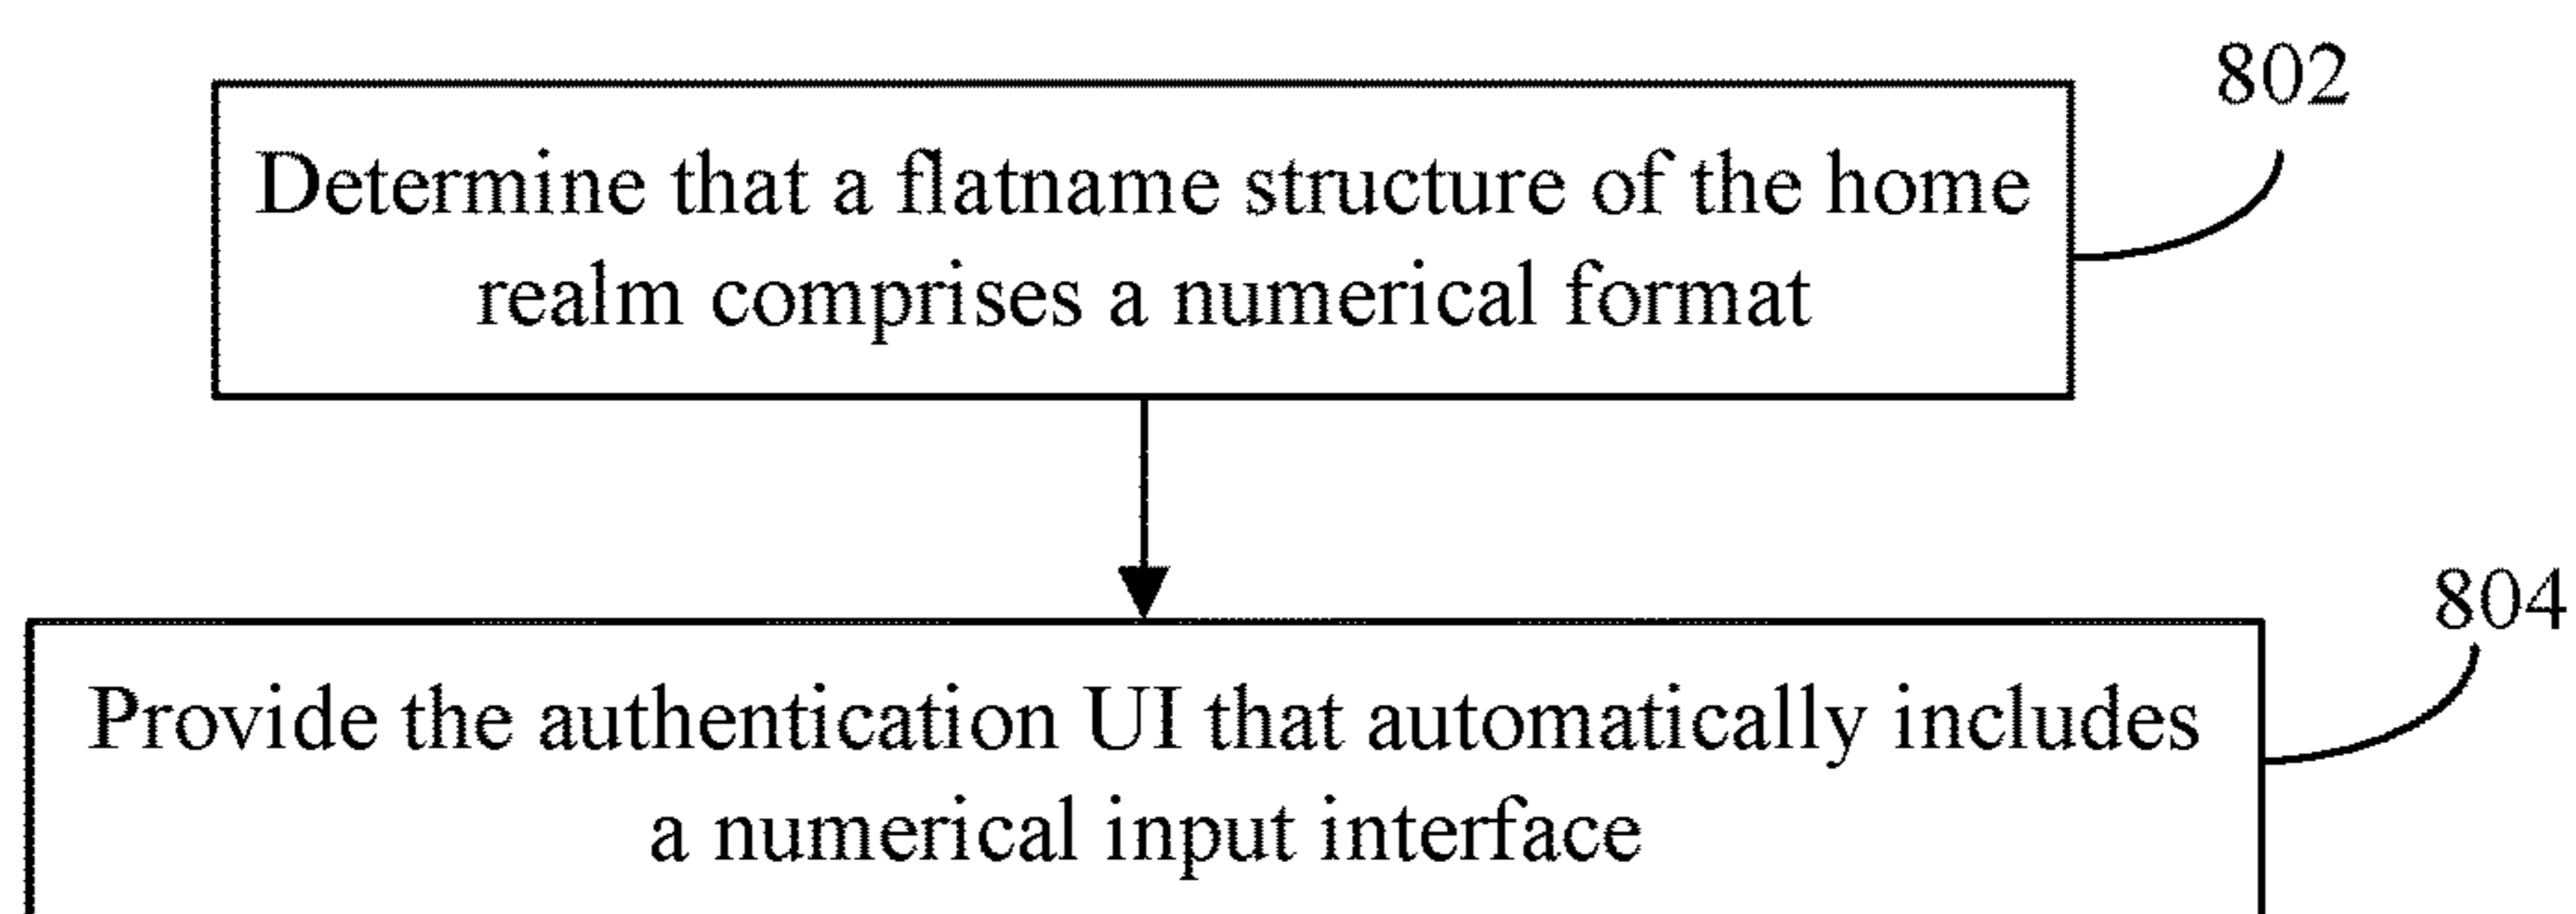 802
Determine that a flatname structure of the home
realm comprises a numerical format
804
Provide the authentication UI that automatically includes
a numerical input interface